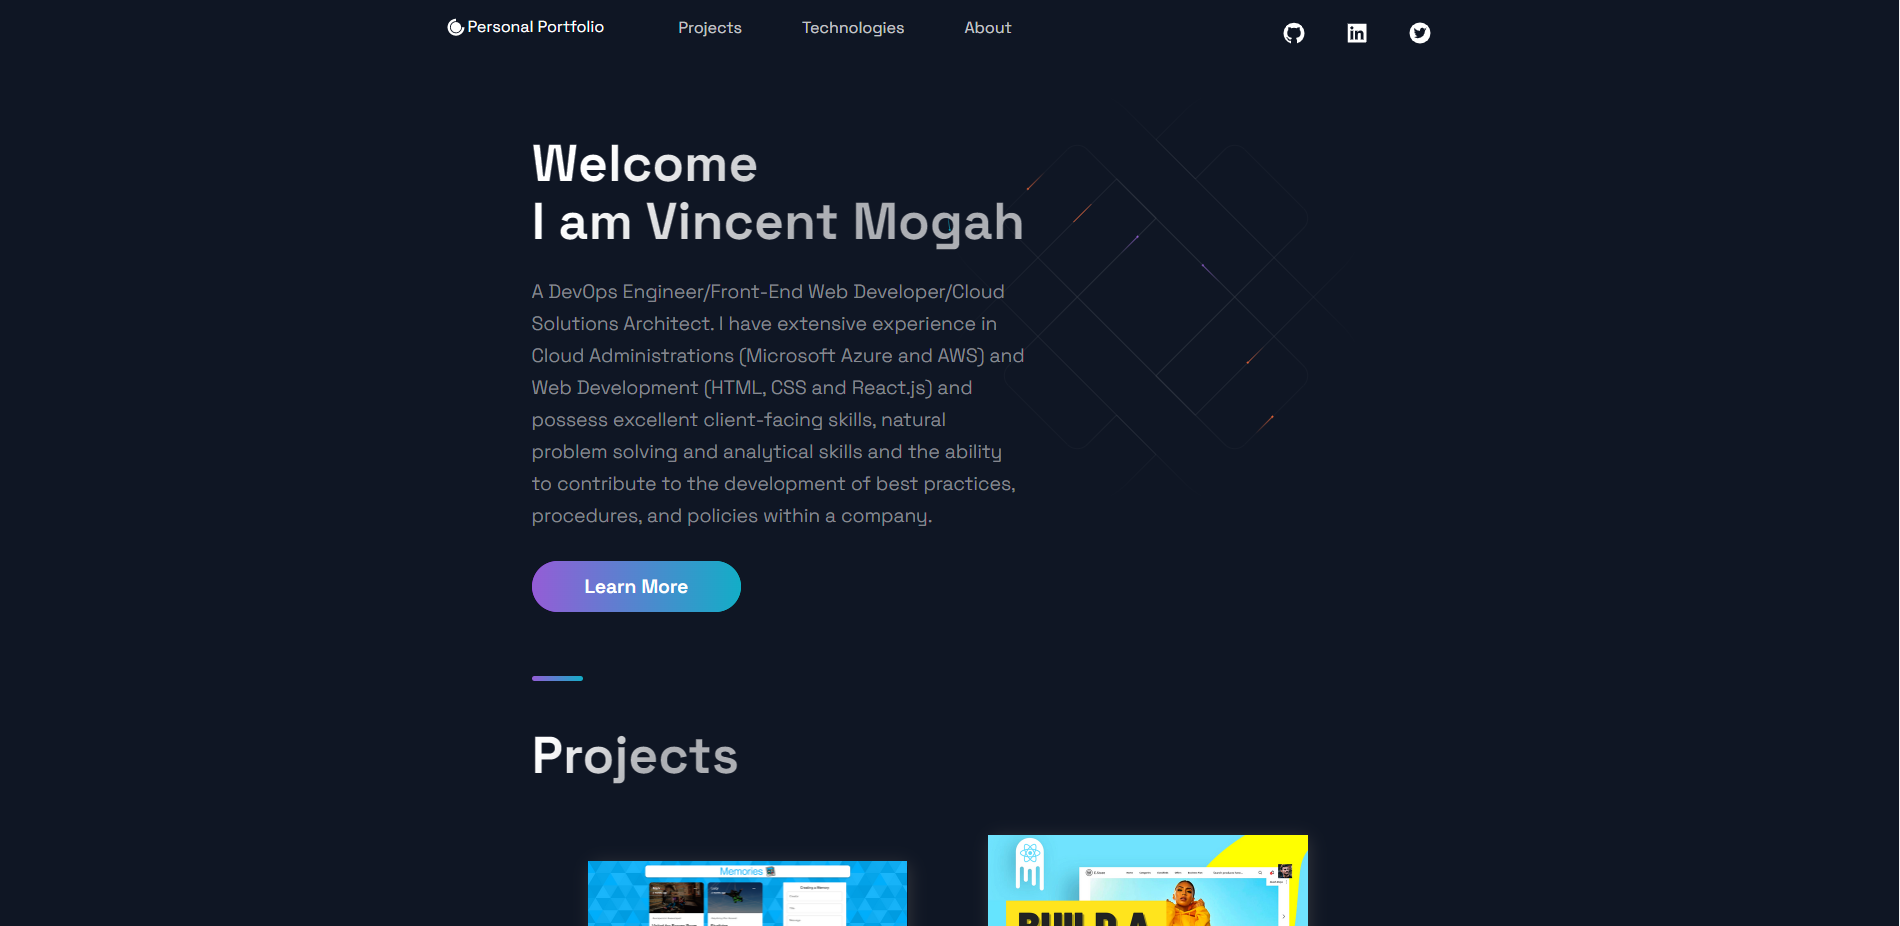 Personal Portfolio
Projects
Technologies
About
Welcome
I am Vincent Mogah
A DevOps Engineer/Front-End Web Developer/Cloud
Solutions Architect. I have extensive experience in
Cloud Administrations (Microsoft Azure and AWS) and
Web Development (HTML, CSS and React.js) and
possess excellent client-facing skills, natural
problem solving and analytical skills and the ability
to contribute to the development of best practices,
procedures, and policies within a company.
Learn More
Projects
Memories
Creating a Memory
BUILD A